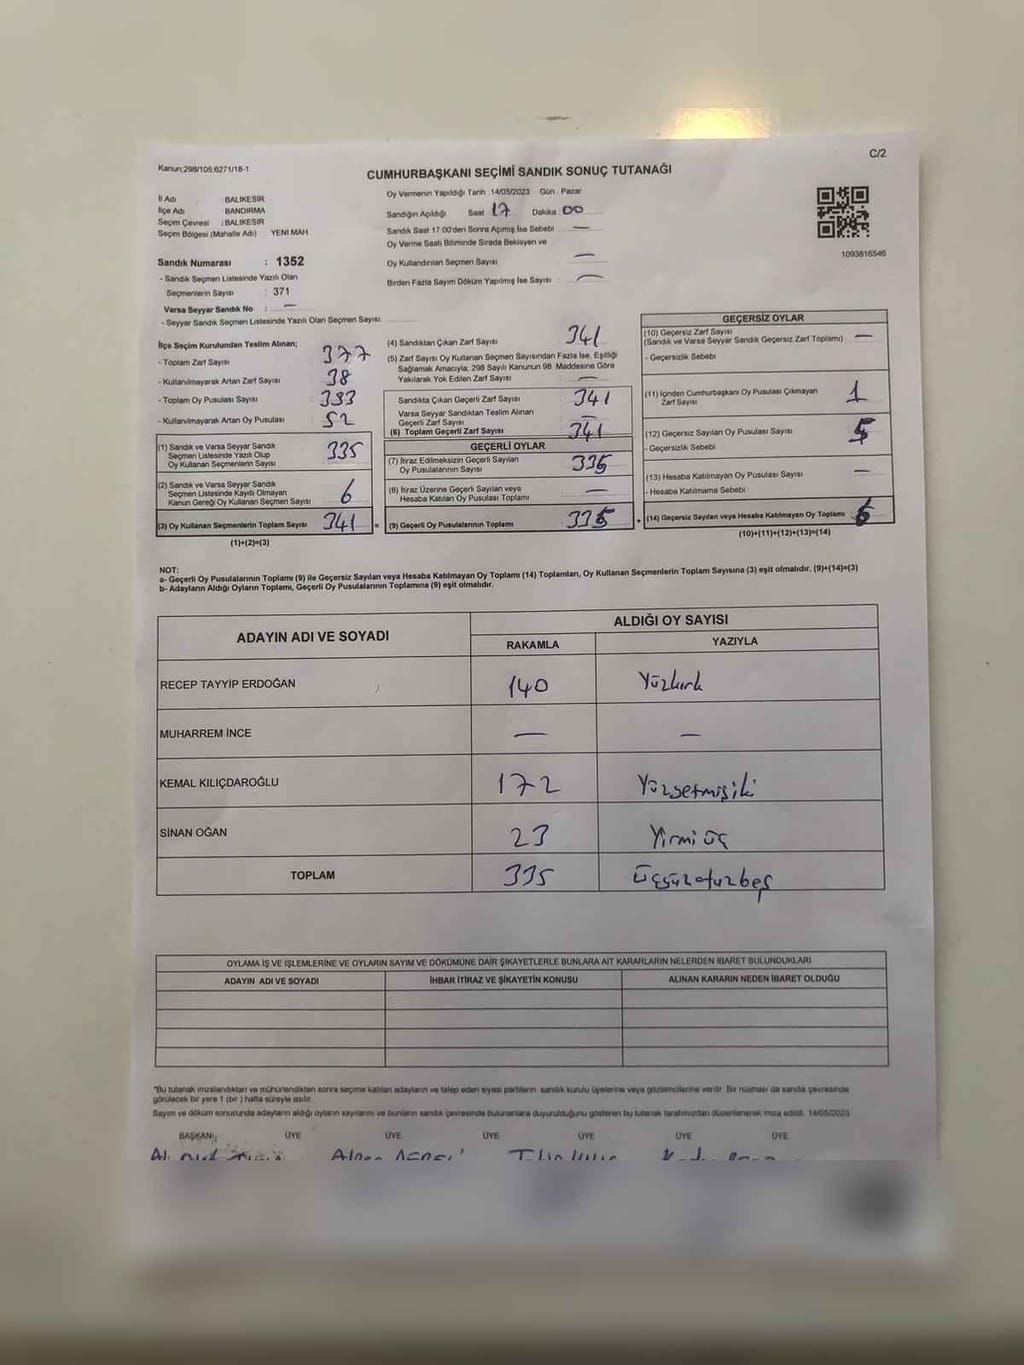 Kanun:298/105;6271/18-1
C/2
CUMHURBAŞKANI SEÇİMİ SANDIK SONUÇ TUTANAĞI
İl Adı BALIKESİR
İlçe Adı BANDIRMA
Seçim Çevresi : BALIKESİR
Seçim Bölgesi (Mahalle Adı) YENİ MAH
Sandık Numarası : 1352
- Sandık Seçmen Listesinde Yazılı Olan
Seçmenlerin Sayısı : 371
Varsa Seyyar Sandık No : —
- Seyyar Sandık Seçmen Listesinde Yazılı Olan Seçmen Sayısı
Oy Vermenin Yapıldığı Tarih 14/05/2023 Gün Pazar
Sandığın Açıldığı Saat 17 Dakika 00
Sandık Saat 17:00'den Sonra Açılmış İse Sebebi —
Oy Verme Saati Bitiminde Sırada Bekleyen ve
Oy Kullandırılan Seçmen Sayısı —
Birden Fazla Sayım Döküm Yapılmış İse Sayısı : —
1093616546
İlçe Seçim Kurulundan Teslim Alınan;
- Toplam Zarf Sayısı 377
- Kullanılmayarak Artan Zarf Sayısı 38
- Toplam Oy Pusulası Sayısı
- Kullanılmayarak Artan Oy Pusulası 52
(1) Sandık ve Varsa Seyyar Sandık
Seçmen Listesinde Yazılı Olup
Oy Kullanan Seçmenlerin Sayısı 335
(2) Sandık ve Varsa Seyyar Sandık
Seçmen Listesinde Kayıtlı Olmayan
Kanun Gereği Oy Kullanan Seçmen Sayısı 6
(3) Oy Kullanan Seçmenlerin Toplam Sayısı 341 =
(1)+(2)=(3)
(4) Sandıktan Çıkan Zarf Sayısı 341
(5) Zarf Sayısı Oy Kullanan Seçmen Sayısından Fazla İse, Eşitliği
Sağlamak Amacıyla, 298 Sayılı Kanunun 98. Maddesine Göre
Yakılarak Yok Edilen Zarf Sayısı : —
Sandıkta Çıkan Geçerli Zarf Sayısı 341
Varsa Seyyar Sandıktan Teslim Alınan
Geçerli Zarf Sayısı : —
(6) Toplam Geçerli Zarf Sayısı 341
GEÇERLİ OYLAR
(7) İtiraz Edilmeksizin Geçerli Sayılan
Oy Pusulalarının Sayısı 335
(8) İtiraz Üzerine Geçerli Sayılan veya
Hesaba Katılan Oy Pusulası Toplamı : —
(9) Geçerli Oy Pusulalarının Toplamı 335 +
GEÇERSİZ OYLAR
(10) Geçersiz Zarf Sayısı
(Sandık ve Varsa Seyyar Sandık Geçersiz Zarf Toplamı) —
- Geçersizlik Sebebi
(11) İçinden Cumhurbaşkanı Oy Pusulası Çıkmayan
Zarf Sayısı 1
(12) Geçersiz Sayılan Oy Pusulası Sayısı 5
- Geçersizlik Sebebi
(13) Hesaba Katılmayan Oy Pusulası Sayısı —
- Hesaba Katılmama Sebebi
(14) Geçersiz Sayılan veya Hesaba Katılmayan Oy Toplamı 6
(10)+(11)+(12)+(13)=(14)
NOT:
a- Geçerli Oy Pusulalarının Toplamı (9) ile Geçersiz Sayılan veya Hesaba Katılmayan Oy Toplamı (14) Toplamları, Oy Kullanan Seçmenlerin Toplam Sayısına (3) eşit olmalıdır. (9)+(14)=(3)
b- Adayların Aldığı Oyların Toplamı, Geçerli Oy Pusulalarının Toplamına (9) eşit olmalıdır.
ADAYIN ADI VE SOYADI ALDIĞI OY SAYISI
RAKAMLA YAZIYLA
RECEP TAYYİP ERDOĞAN 140 Yüzkırk
MUHARREM İNCE — —
KEMAL KILIÇDAROĞLU 172 Yüzyetmişiki
SİNAN OĞAN 23 Yirmi üç
TOPLAM 335 üçyüzotuzbeş
OYLAMA İŞ VE İŞLEMLERİNE VE OYLARIN SAYIM VE DÖKÜMÜNE DAİR ŞİKAYETLERLE BUNLARA AİT KARARLARIN NELERDEN İBARET BULUNDUKLARI
ADAYIN ADI VE SOYADI İHBAR İTİRAZ VE ŞİKAYETİN KONUSU ALINAN KARARIN NEDEN İBARET OLDUĞU
"Bu tutanak imzalandıktan ve mühürlendikten sonra seçime katılan adayların ve talep eden siyasi partilerin sandık kurulu üyelerine veya gözlemcilerine verilir. Bir nüshası da sandık çevresinde
görülecek bir yere 1 (bir) hafta süreyle asılır.
Sayım ve döküm sonucunda adayların aldığı oyların sayılarını ve bunların sandık çevresinde bulunanlara duyurulduğunu gösteren bu tutanak tarafımızdan düzenlenerek imza edildi. 14/05/2023
BAŞKAN ÜYE ÜYE ÜYE ÜYE ÜYE ÜYE